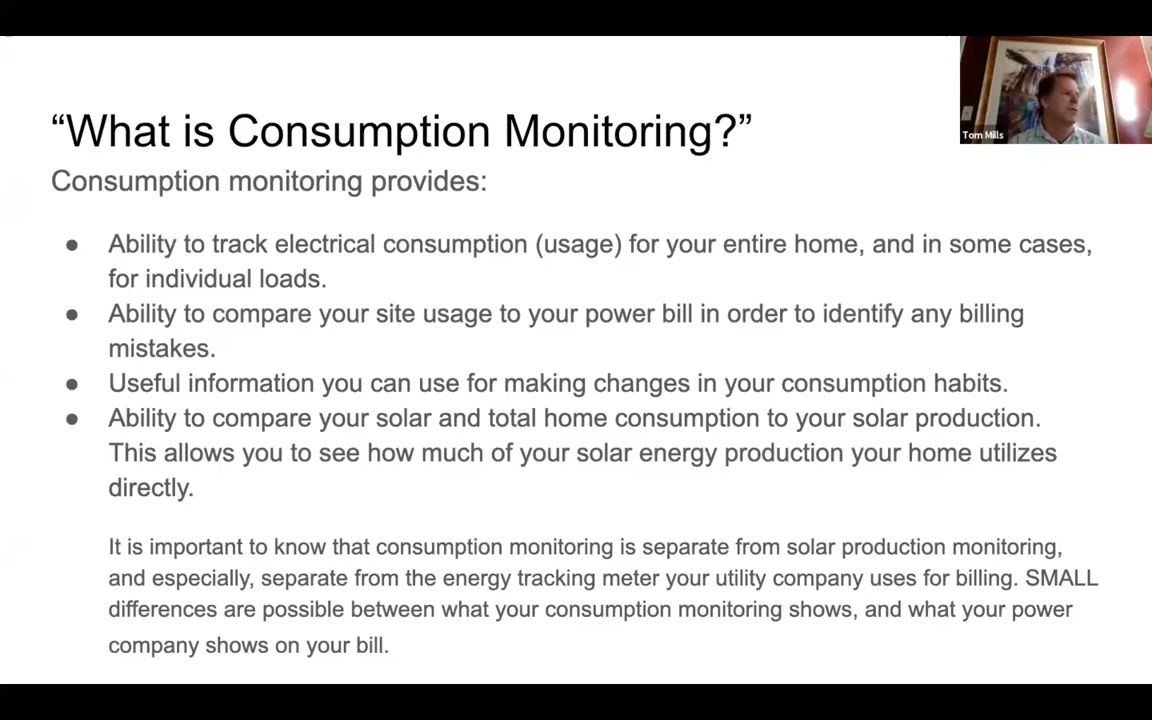 Tom Mills
“What is Consumption Monitoring?”
Consumption monitoring provides:
● Ability to track electrical consumption (usage) for your entire home, and in some cases,
for individual loads.
● Ability to compare your site usage to your power bill in order to identify any billing
mistakes.
● Useful information you can use for making changes in your consumption habits.
● Ability to compare your solar and total home consumption to your solar production.
This allows you to see how much of your solar energy production your home utilizes
directly.
It is important to know that consumption monitoring is separate from solar production monitoring,
and especially, separate from the energy tracking meter your utility company uses for billing. SMALL
differences are possible between what your consumption monitoring shows, and what your power
company shows on your bill.